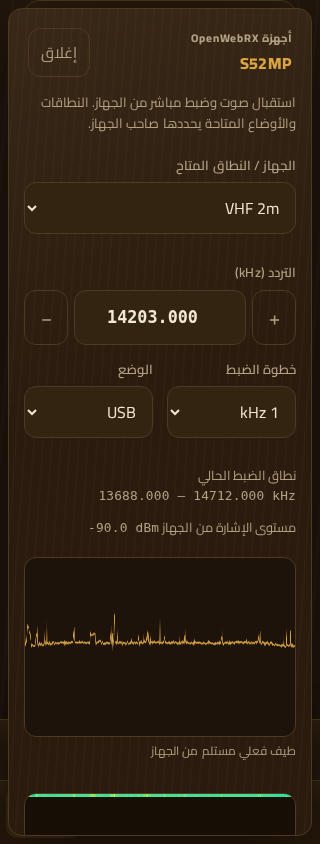 أجهزة OpenWebRX
إغلاق
S52MP
استقبال صوت وضبط مباشر من الجهاز. النطاقات
والأوضاع المتاحة يحددها صاحب الجهاز.
الجهاز / النطاق المتاح
VHF 2m
التردد (kHz)
+
14203.000
−
خطوة الضبط
الوضع
1 kHz
USB
نطاق الضبط الحالي
13688.000 — 14712.000 kHz
مستوى الإشارة من الجهاز -90.0 dBm
طيف فعلي مستلم من الجهاز